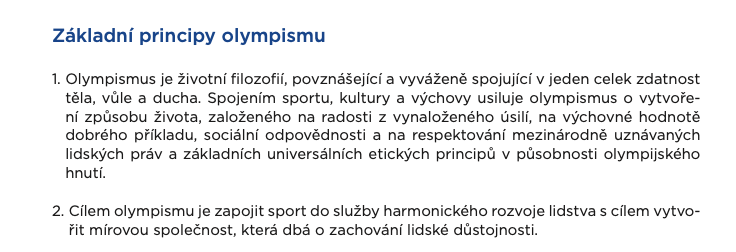 Základní principy olympismu
1. Olympismus je životní filozofií, povznášející a vyváženě spojující v jeden celek zdatnost
těla, vůle a ducha. Spojením sportu, kultury a výchovy usiluje olympismus o vytvoře-
ní způsobu života, založeného na radosti z vynaloženého úsilí, na výchovné hodnotě
dobrého příkladu, sociální odpovědnosti a na respektování mezinárodně uznávaných
lidských práv a základních universálních etických principů v působnosti olympijského
hnutí.
2. Cílem olympismu je zapojit sport do služby harmonického rozvoje lidstva s cílem vytvo-
řit mírovou společnost, která dbá o zachování lidské důstojnosti.